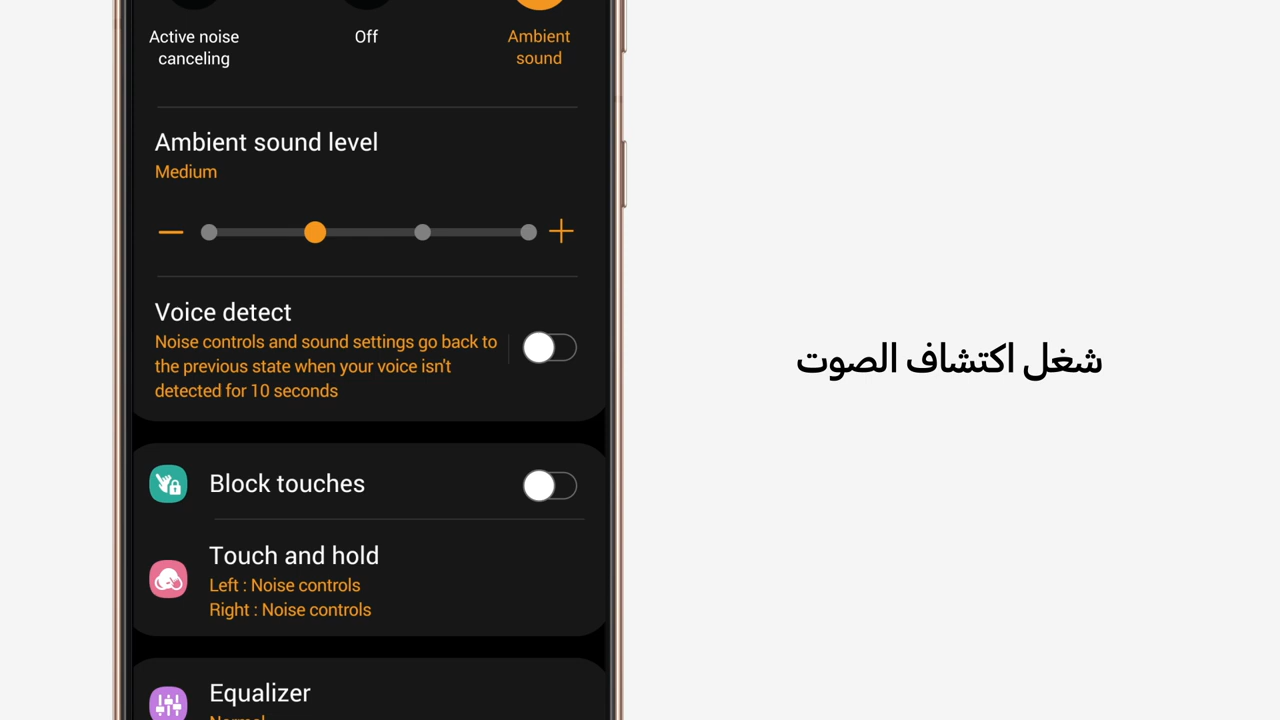 Active noise
canceling
Off
Ambient
sound
Ambient sound level
Medium
Voice detect
Noise controls and sound settings go back to
the previous state when your voice isn't
detected for 10 seconds
Block touches
Touch and hold
Left : Noise controls
Right : Noise controls
Equalizer
Normal
شغل اكتشاف الصوت